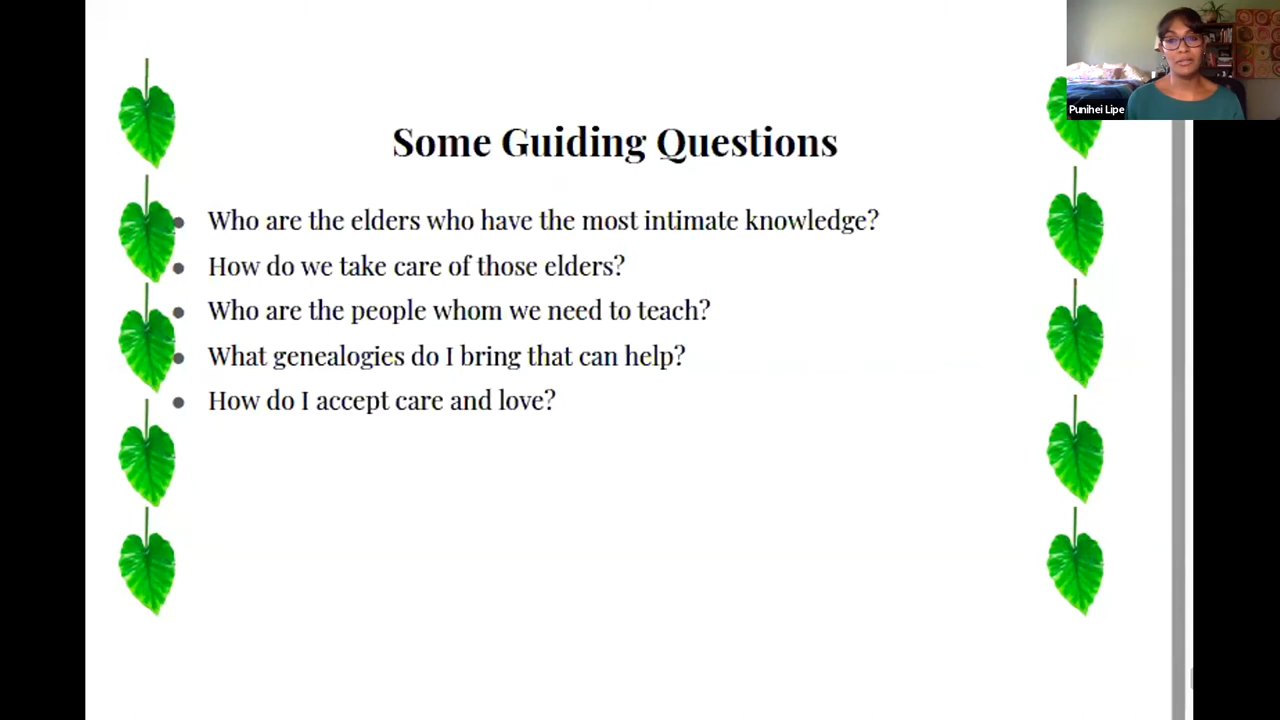 Some Guiding Questions
Who are the elders who have the most intimate knowledge?
How do we take care of those elders?
Who are the people whom we need to teach?
What genealogies do I bring that can help?
How do I accept care and love?
Punihei Lipe